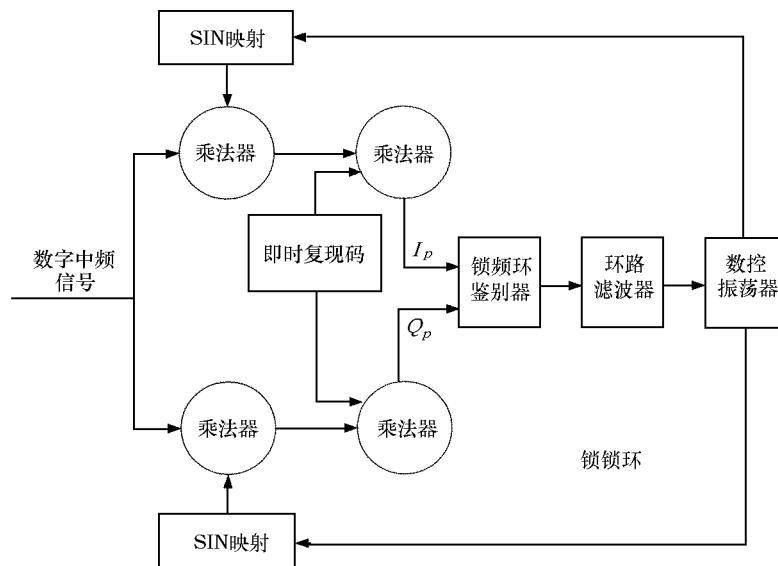 SIN映射
乘法器
乘法器
数字中频
信号
即时复现码
I_p
锁频环
鉴别器
环路
滤波器
数控
振荡器
Q_p
乘法器
乘法器
锁锁环
SIN映射